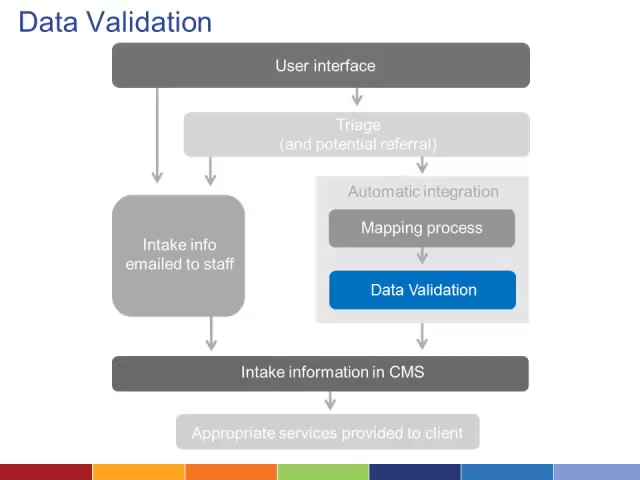 Data Validation
User interface
Triage
(and potential referral)
Automatic integration
Mapping process
Intake info
emailed to staff
Data Validation
Intake information in CMS
Appropriate services provided to client